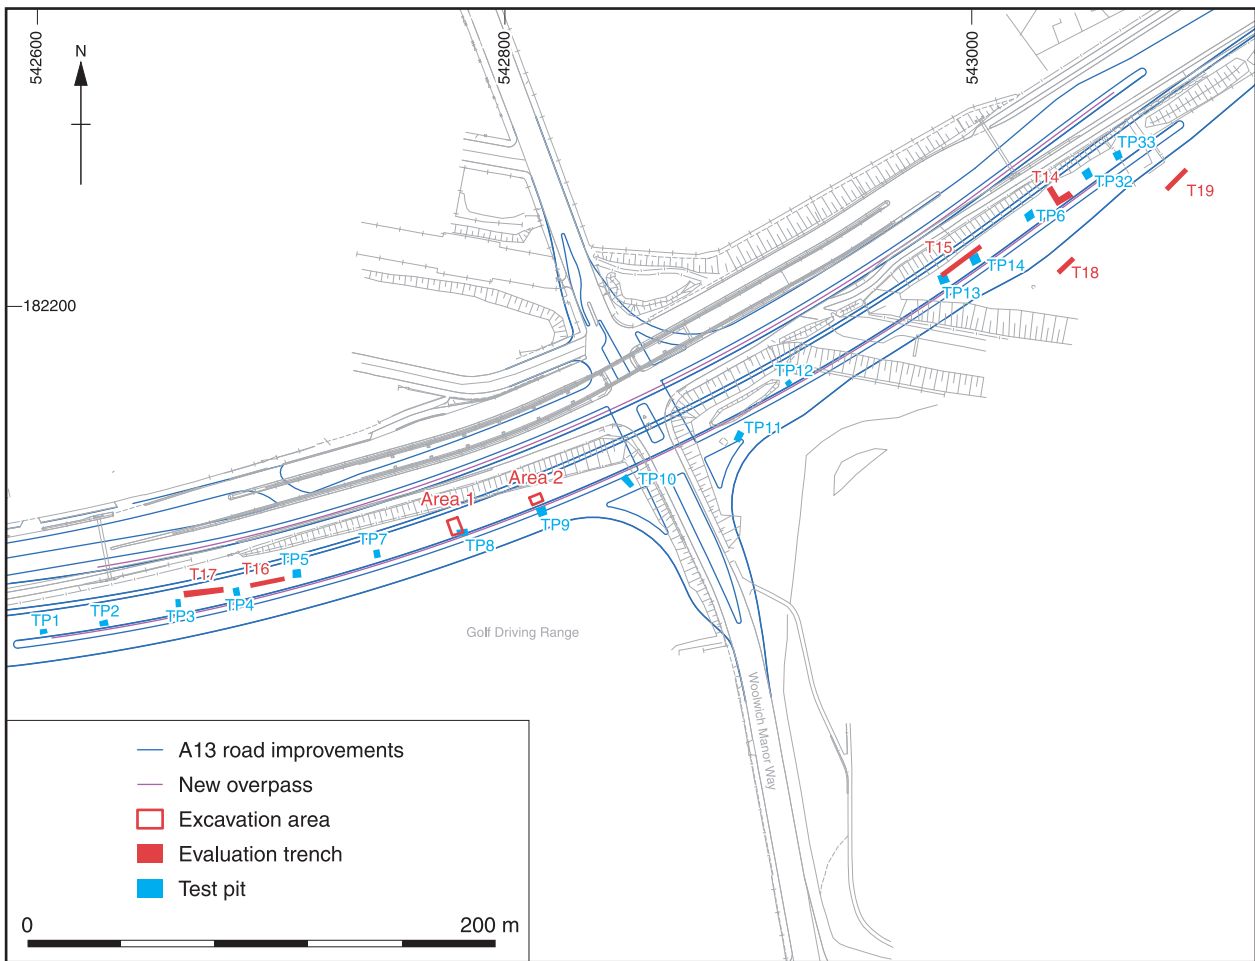 542600
542800
543000
N
182200
TP33
T14
TP32
T19
TP6
T15
TP14
T18
TP13
TP12
TP11
Area 2
TP10
Area 1
TP9
TP7
TP8
TP5
T16
T17
TP4
TP3
TP2
TP1
Golf Driving Range
Woolwich Manor Way
A13 road improvements
New overpass
Excavation area
Evaluation trench
Test pit
0 200 m